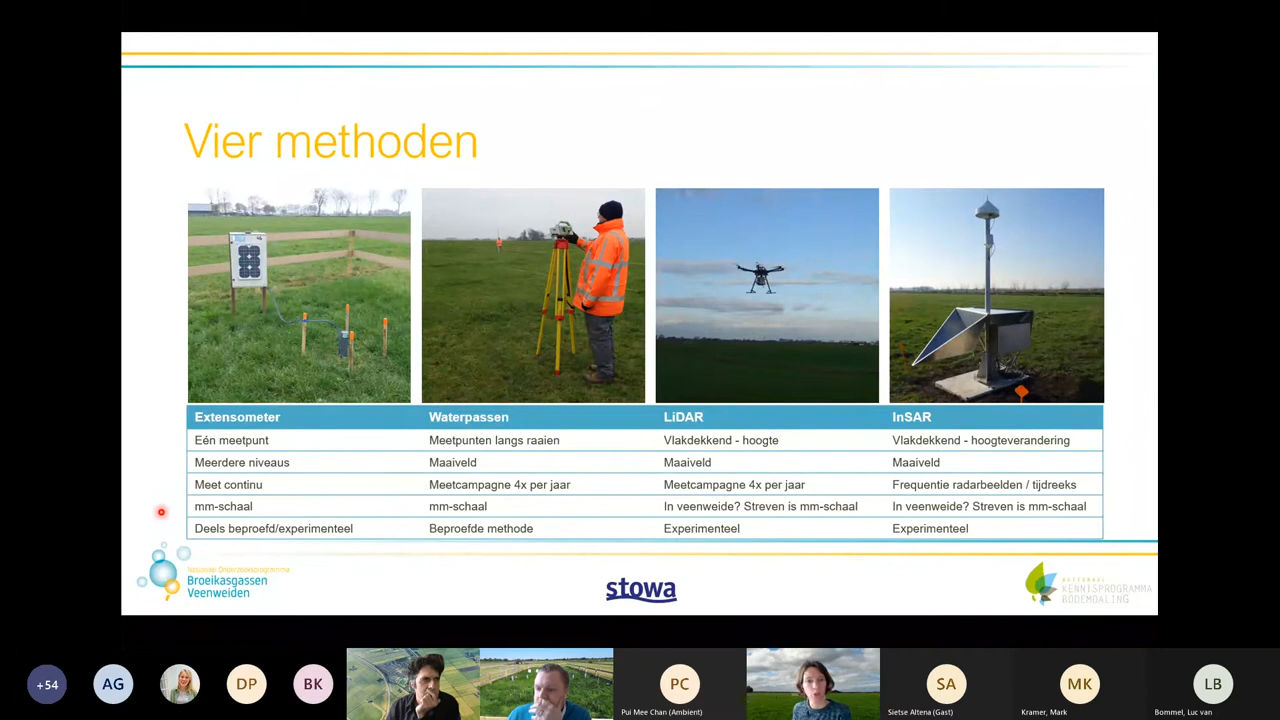 Vier methoden
Extensometer Waterpassen LiDAR InSAR
Eén meetpunt Meetpunten langs raaien Vlakdekkend - hoogte Vlakdekkend - hoogteverandering
Meerdere niveaus Maaiveld Maaiveld Maaiveld
Meet continu Meetcampagne 4x per jaar Meetcampagne 4x per jaar Frequentie radarbeelden / tijdreeks
mm-schaal mm-schaal In veenweide? Streven is mm-schaal In veenweide? Streven is mm-schaal
Deels beproefd/experimenteel Beproefde methode Experimenteel Experimenteel
Nationaal Onderzoeksprogramma
Broeikasgassen
Veenweiden
stowa
NATIONAAL
KENNISPROGRAMMA
BODEMDALING
+54 AG DP BK PC SA MK LB
Pui Mee Chan (Ambient) Sietse Altena (Gast) Kramer, Mark Bommel, Luc van